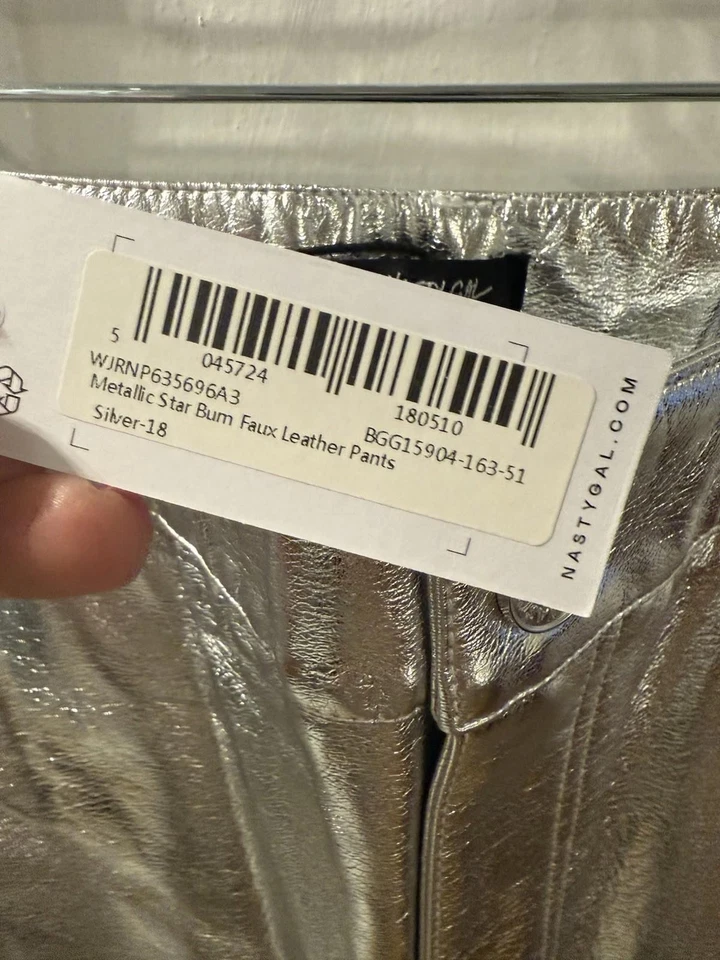 5 045724 180510
WJRNP635696A3 BGG15904-163-51
Metallic Star Bum Faux Leather Pants
Silver-18
NASTYGAL.COM